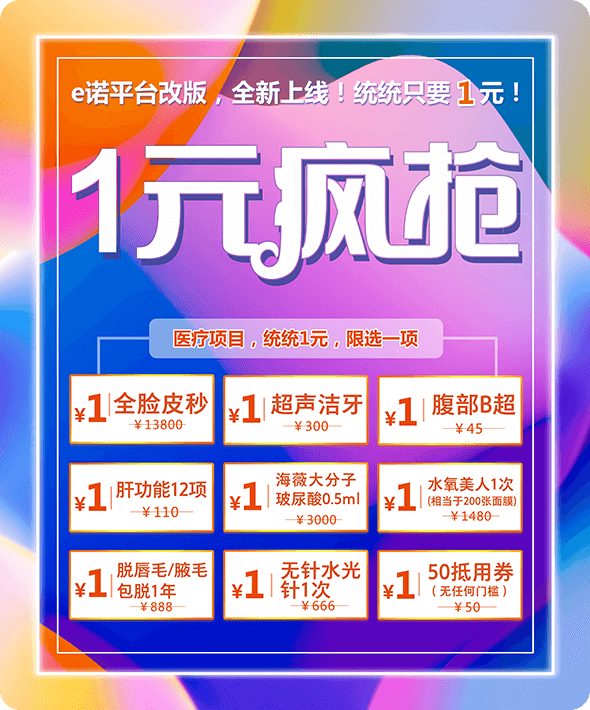 e诺平台改版，全新上线！统统只要1元！
1元疯抢
医疗项目，统统1元，限选一项
¥1 全脸皮秒
¥13800
¥1 超声洁牙
¥300
¥1 腹部B超
¥45
¥1 肝功能12项
¥110
¥1 海薇大分子
玻尿酸0.5ml
¥3000
¥1 水氧美人1次
(相当于200张面膜)
¥1480
¥1 脱唇毛/腋毛
包脱1年
¥888
¥1 无针水光
针1次
¥666
¥1 50抵用券
(无任何门槛)
¥50